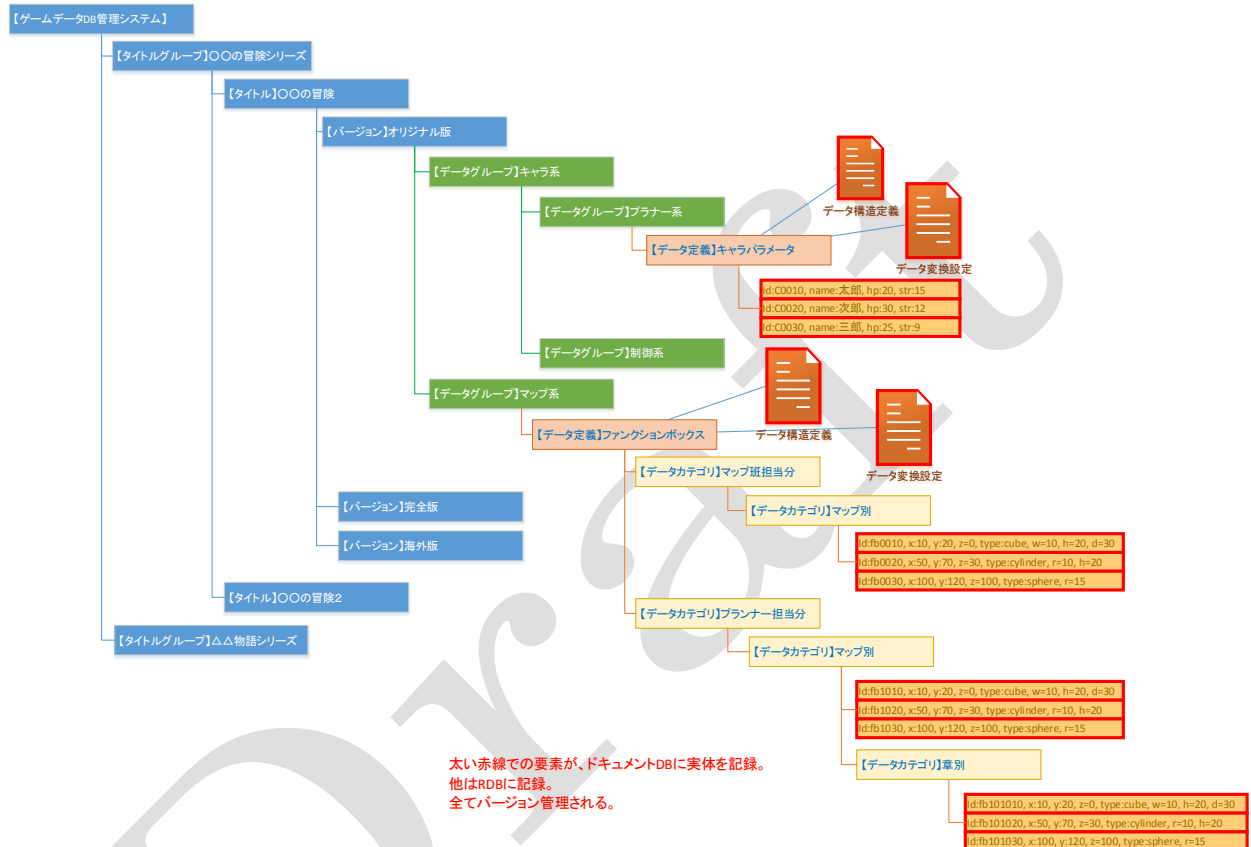 【ゲームデータDB管理システム】
【タイトルグループ】〇〇の冒険シリーズ
【タイトル】〇〇の冒険
【バージョン】オリジナル版
【データグループ】キャラ系
【データグループ】プラナー系
データ構造定義
【データ定義】キャラパラメータ
データ変換設定
Id:C0010, name:太郎, hp:20, str:15
Id:C0020, name:次郎, hp:30, str:12
Id:C0030, name:三郎, hp:25, str:9
【データグループ】制御系
【データグループ】マップ系
【データ定義】ファンクションボックス
データ構造定義
データ変換設定
【データカテゴリ】マップ班担当分
【データカテゴリ】マップ別
Id:fb0010, x:10, y:20, z=0, type:cube, w=10, h=20, d=30
Id:fb0020, x:50, y:70, z=30, type:cylinder, r=10, h=20
Id:fb0030, x:100, y:120, z=100, type:sphere, r=15
【バージョン】完全版
【バージョン】海外版
【タイトル】〇〇の冒険２
【データカテゴリ】プランナー担当分
【タイトルグループ】△△物語シリーズ
【データカテゴリ】マップ別
Id:fb1010, x:10, y:20, z=0, type:cube, w=10, h=20, d=30
Id:fb1020, x:50, y:70, z=30, type:cylinder, r=10, h=20
Id:fb1030, x:100, y:120, z=100, type:sphere, r=15
【データカテゴリ】章別
Id:fb101010, x:10, y:20, z=0, type:cube, w=10, h=20, d=30
Id:fb101020, x:50, y:70, z=30, type:cylinder, r=10, h=20
Id:fb101030, x:100, y:120, z=100, type:sphere, r=15
太い赤線での要素が、ドキュメントDBに実体を記録。
他はRDBに記録。
全てバージョン管理される。
Draft